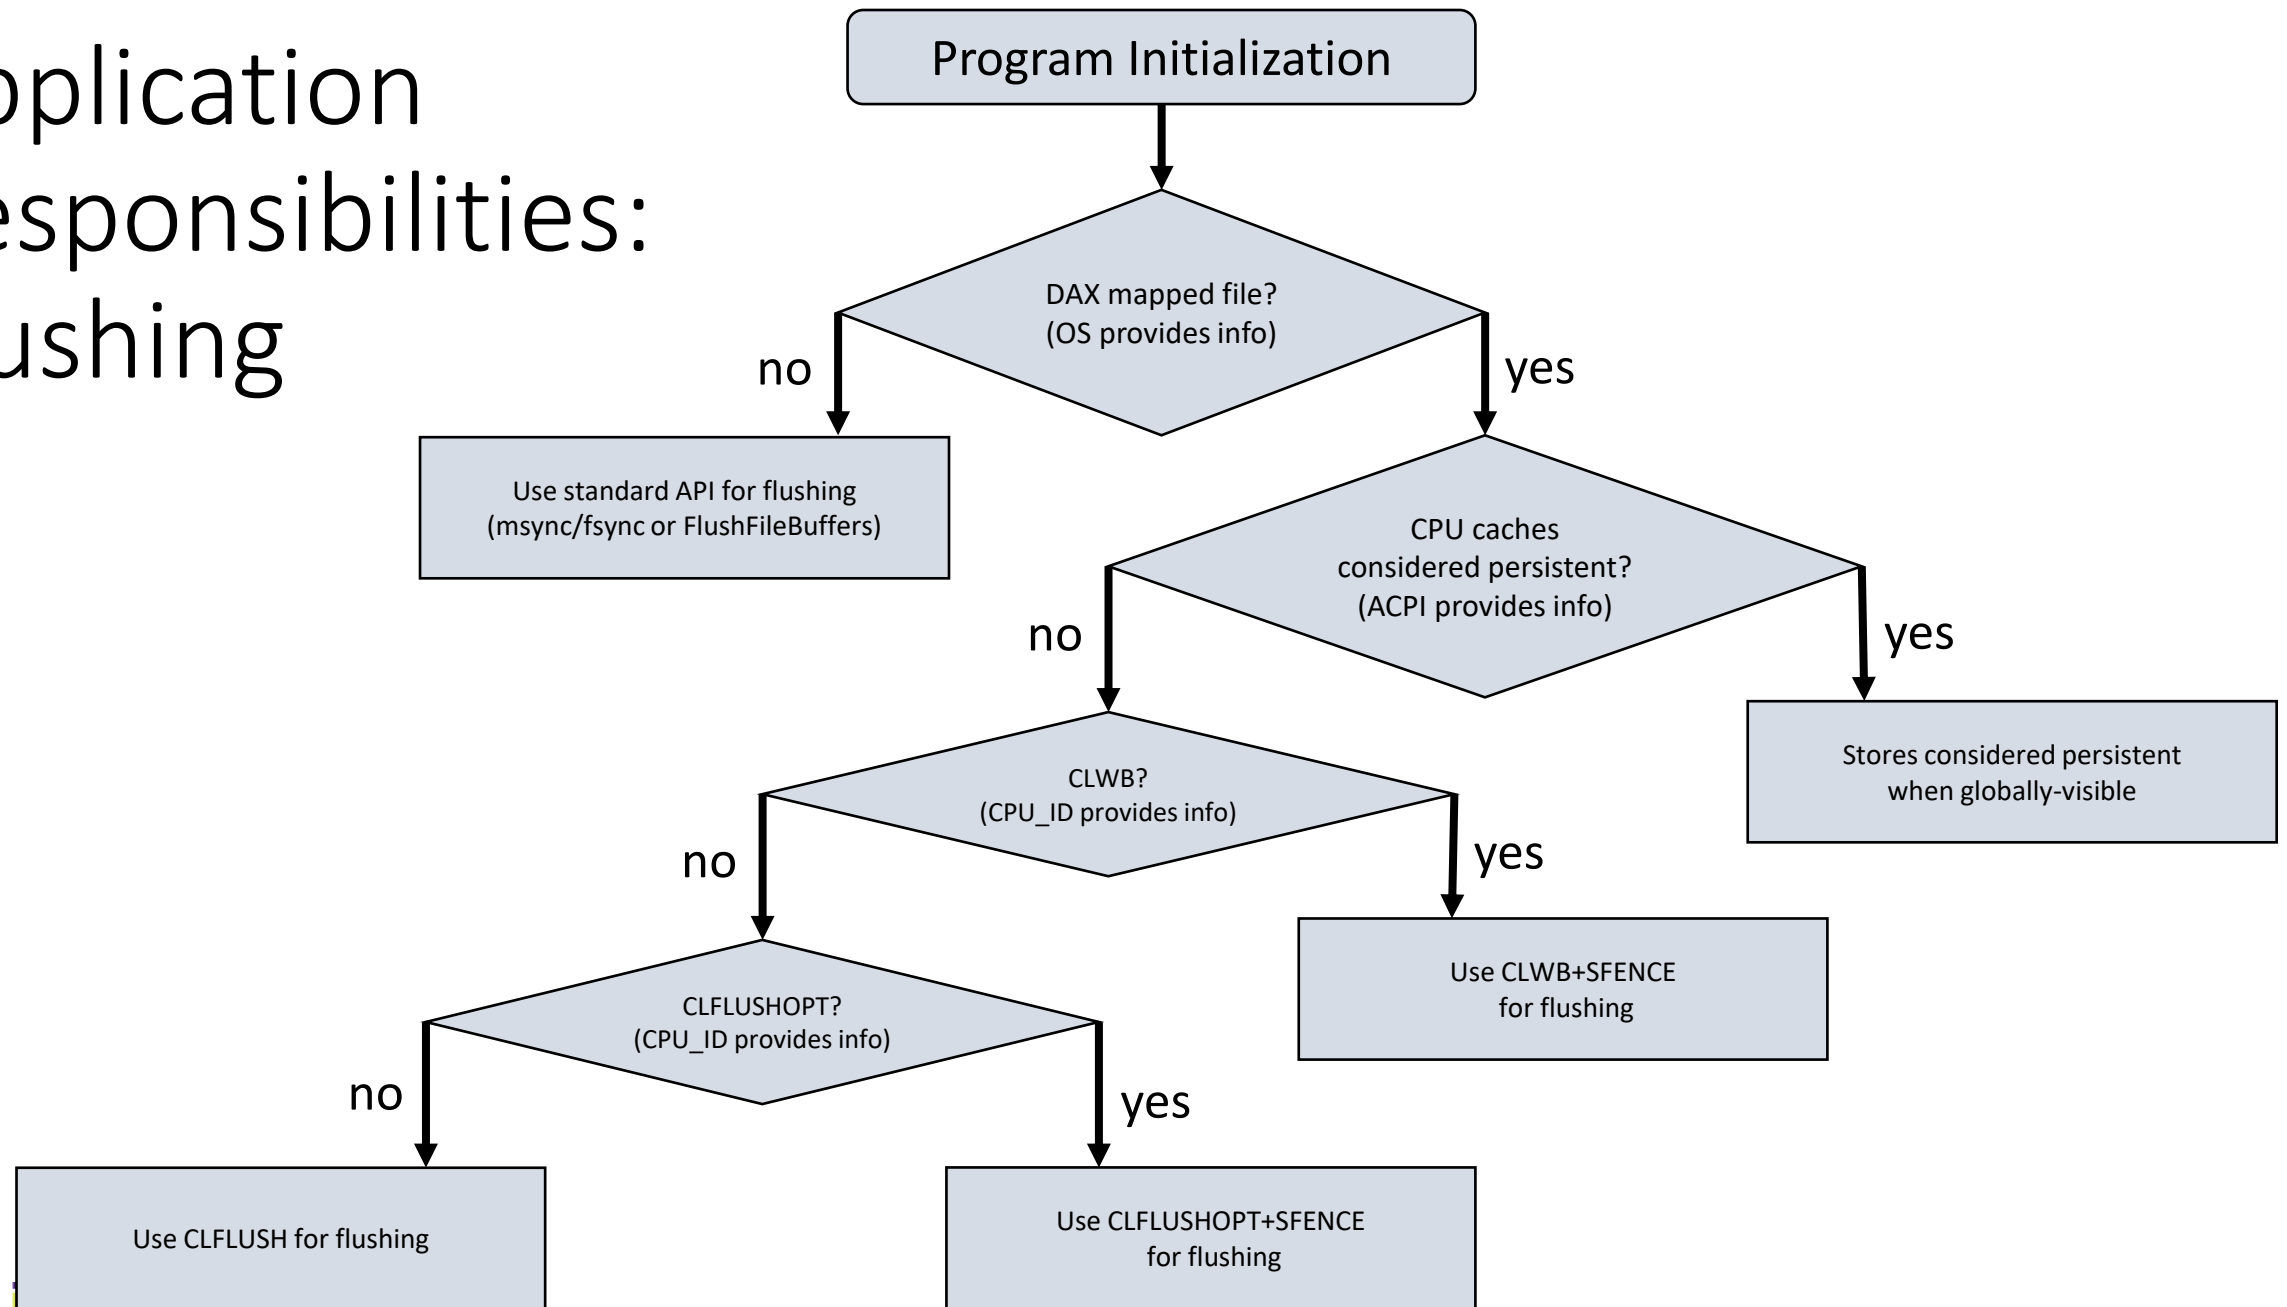 pplication
esponsibilities:
ushing
Program Initialization
DAX mapped file?
(OS provides info)
no
yes
Use standard API for flushing
(msync/fsync or FlushFileBuffers)
CPU caches
considered persistent?
(ACPI provides info)
no
yes
CLWB?
(CPU_ID provides info)
Stores considered persistent
when globally-visible
no
yes
CLFLUSHOPT?
(CPU_ID provides info)
Use CLWB+SFENCE
for flushing
no
yes
Use CLFLUSH for flushing
Use CLFLUSHOPT+SFENCE
for flushing